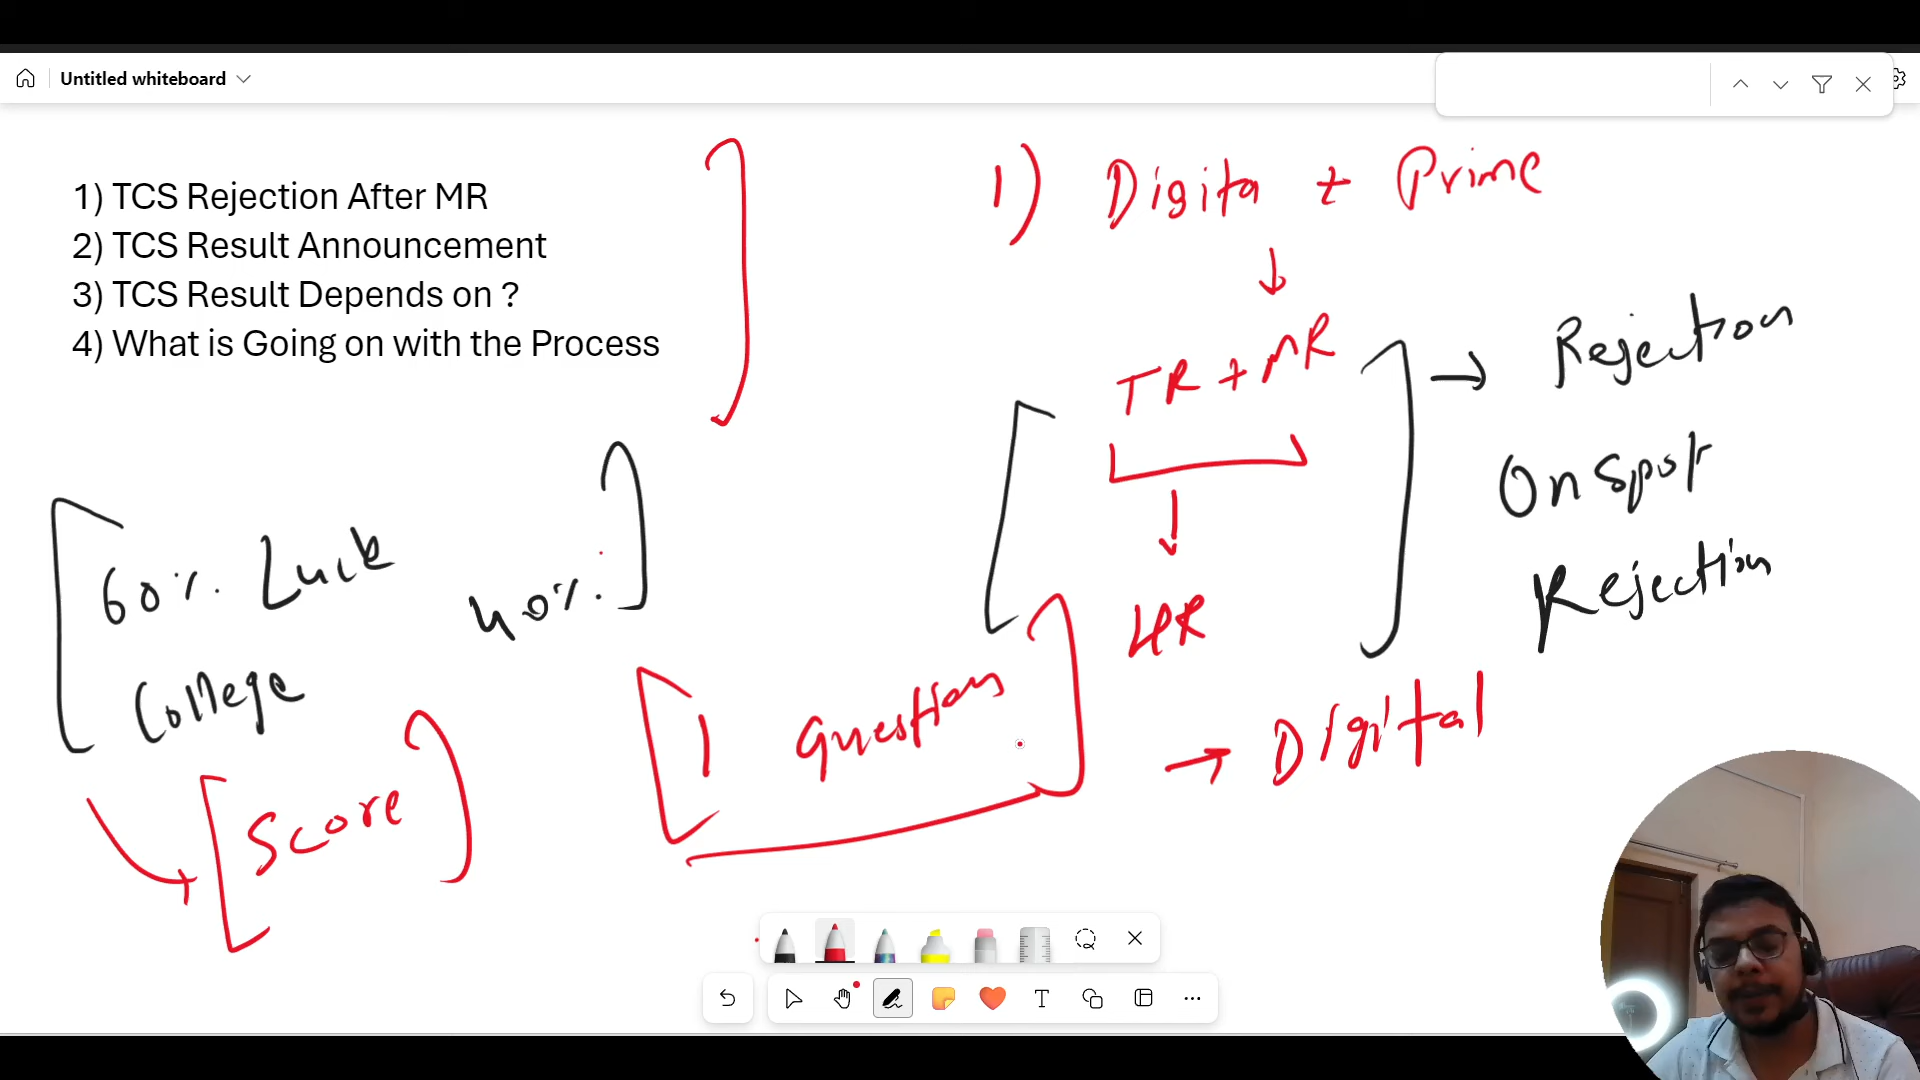 Untitled whiteboard
1) TCS Rejection After MR
2) TCS Result Announcement
3) TCS Result Depends on ?
4) What is Going on with the Process
1) Digita + Prime
TR + MR
HR
→ Rejection
On Spot
Rejection
→ Digital
60% Luck 40%
College
Score
1 Question
T